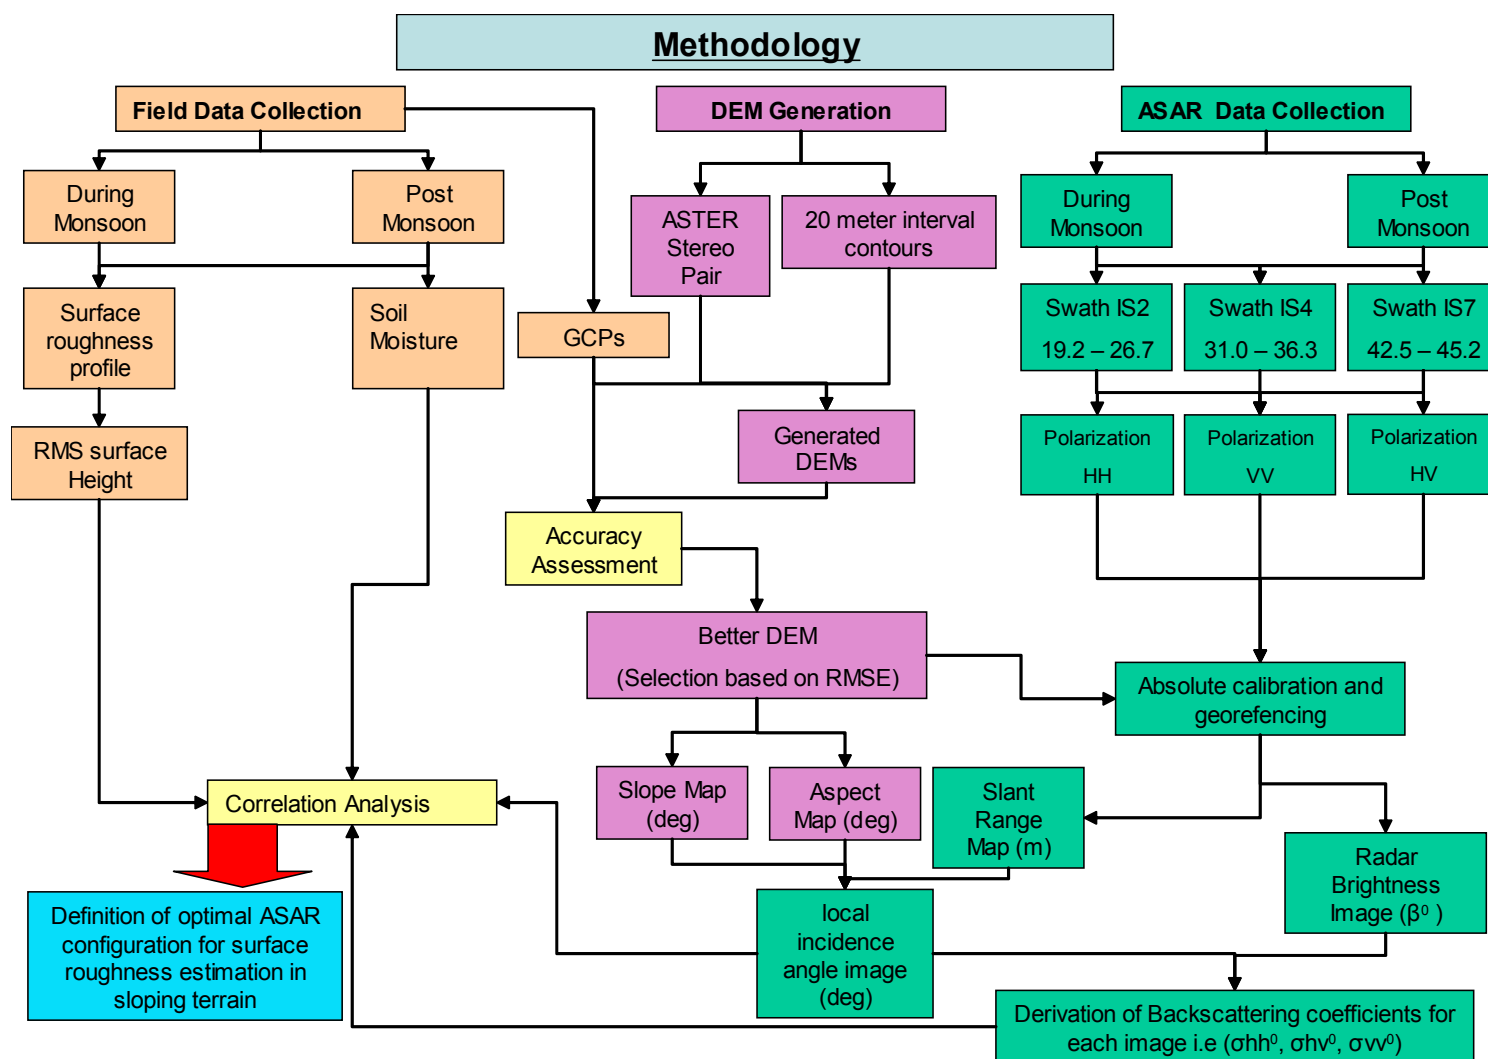 Methodology
Field Data Collection
DEM Generation
ASAR Data Collection
During
Monsoon
Post
Monsoon
ASTER
Stereo
Pair
20 meter interval
contours
During
Monsoon
Post
Monsoon
Surface
roughness
profile
Soil
Moisture
GCPs
Swath IS2
19.2 – 26.7
Swath IS4
31.0 – 36.3
Swath IS7
42.5 – 45.2
RMS surface
Height
Generated
DEMs
Polarization
HH
Polarization
VV
Polarization
HV
Accuracy
Assessment
Better DEM
(Selection based on RMSE)
Absolute calibration and
georefencing
Correlation Analysis
Slope Map
(deg)
Aspect
Map (deg)
Slant
Range
Map (m)
Radar
Brightness
Image (β⁰ )
Definition of optimal ASAR
configuration for surface
roughness estimation in
sloping terrain
local
incidence
angle image
(deg)
Derivation of Backscattering coefficients for
each image i.e (σhh⁰, σhv⁰, σvv⁰)